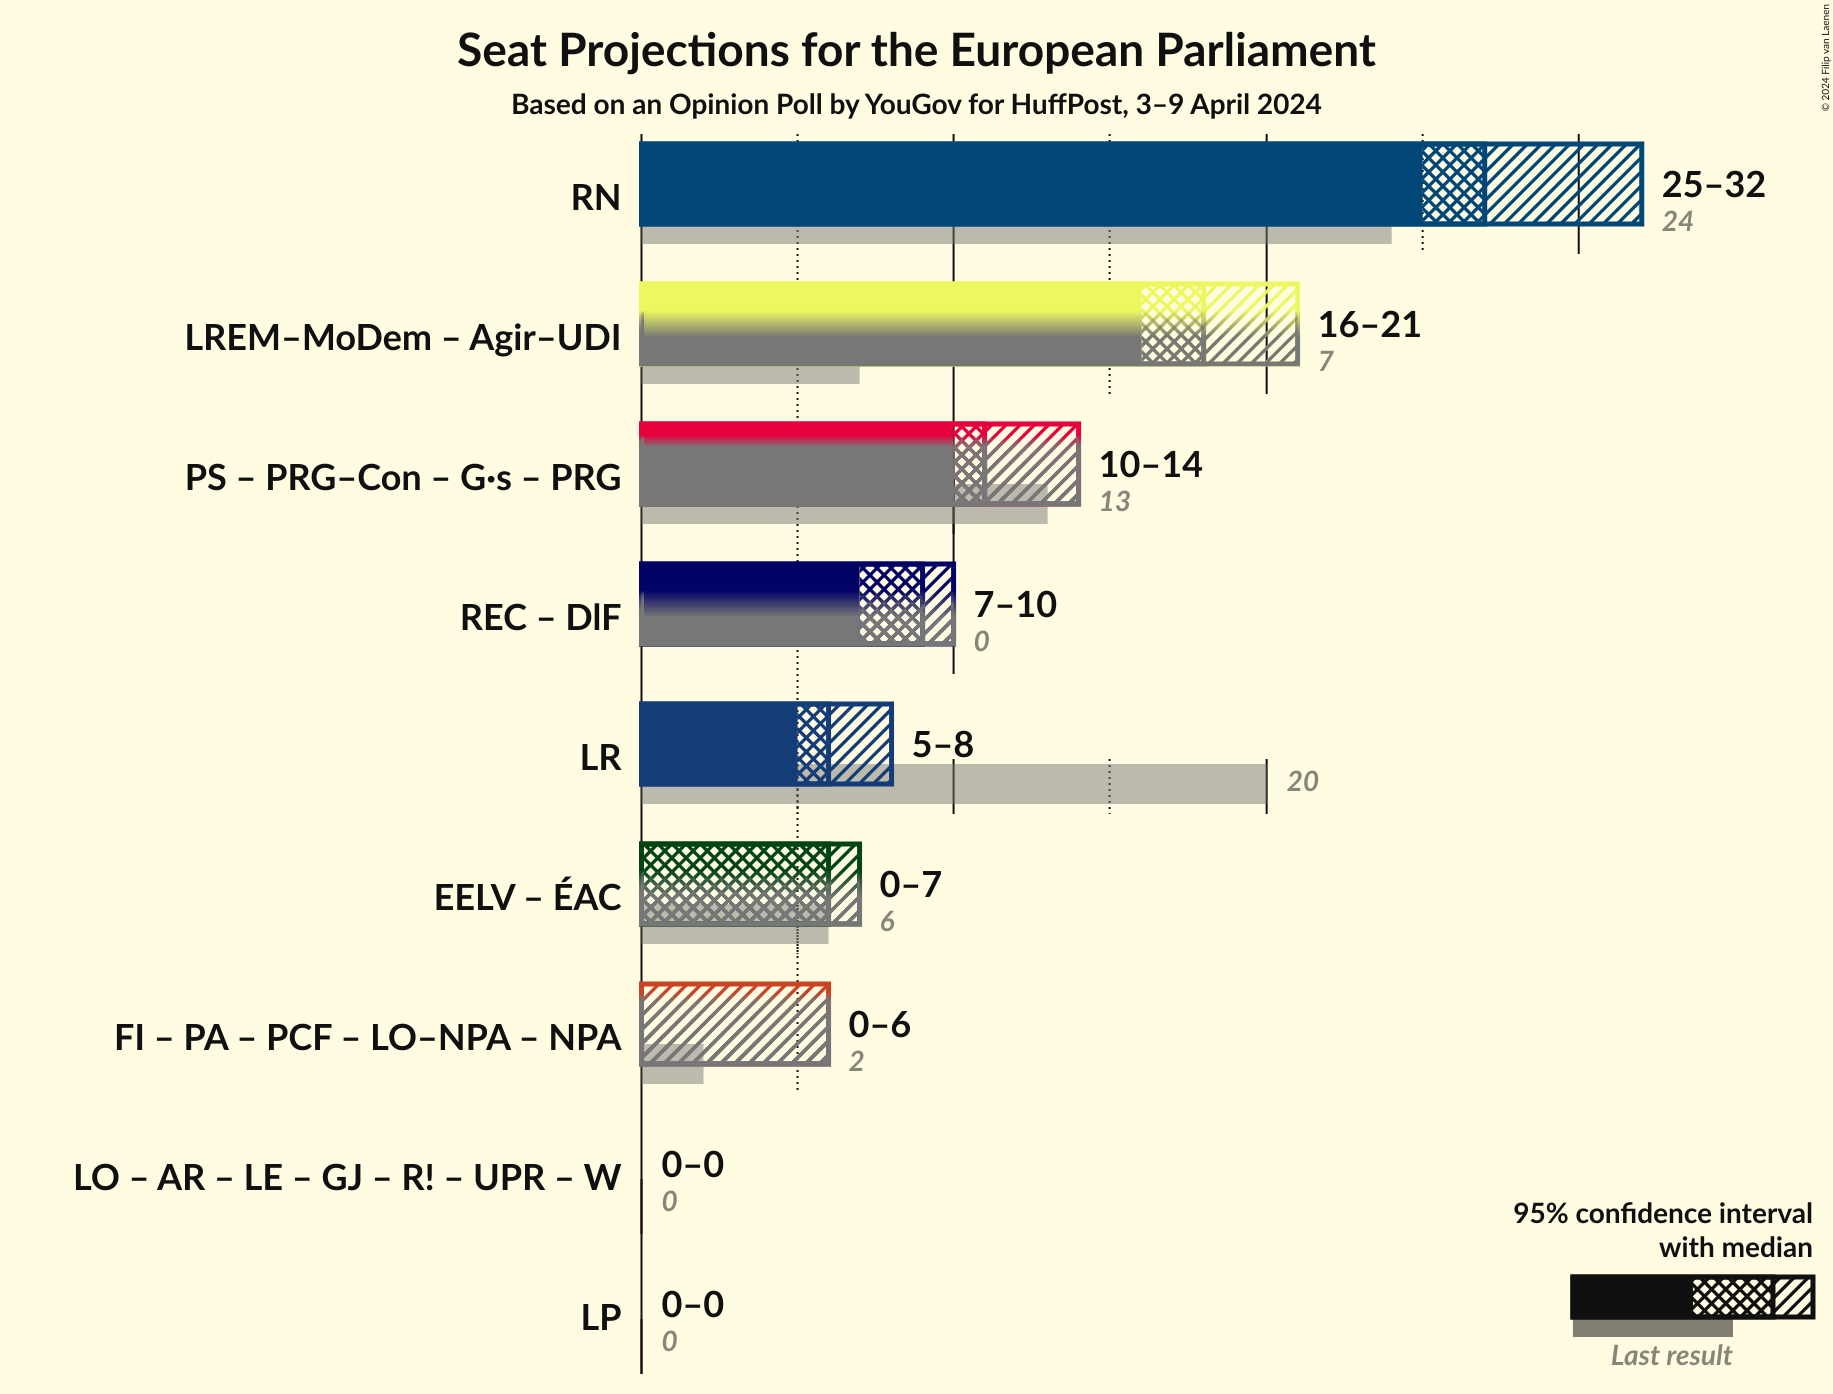 Seat Projections for the European Parliament
Based on an Opinion Poll by YouGov for HuffPost, 3–9 April 2024
© 2024 Filip van Laenen
RN
25–32
24
LREM–MoDem – Agir–UDI
16–21
7
PS – PRG–Con – G·s – PRG
10–14
13
REC – DlF
7–10
0
LR
5–8
20
EELV – ÉAC
0–7
6
FI – PA – PCF – LO–NPA – NPA
0–6
2
LO – AR – LE – GJ – R! – UPR – W
0–0
0
LP
0–0
0
95% confidence interval
with median
Last result